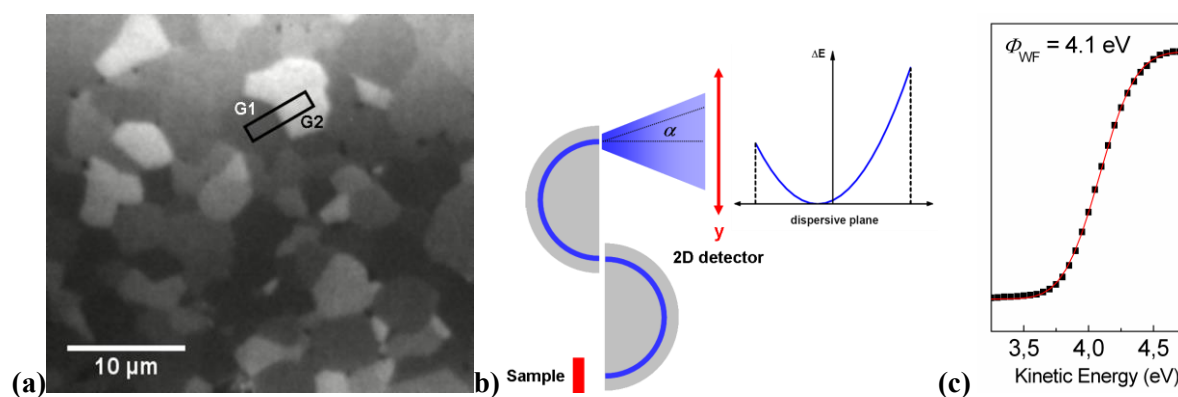 (a)
G1
G2
10 µm
b)
Sample
α
y
2D detector
ΔE
dispersive plane
(c)
Φ_WF = 4.1 eV
3,5 4,0 4,5
Kinetic Energy (eV)